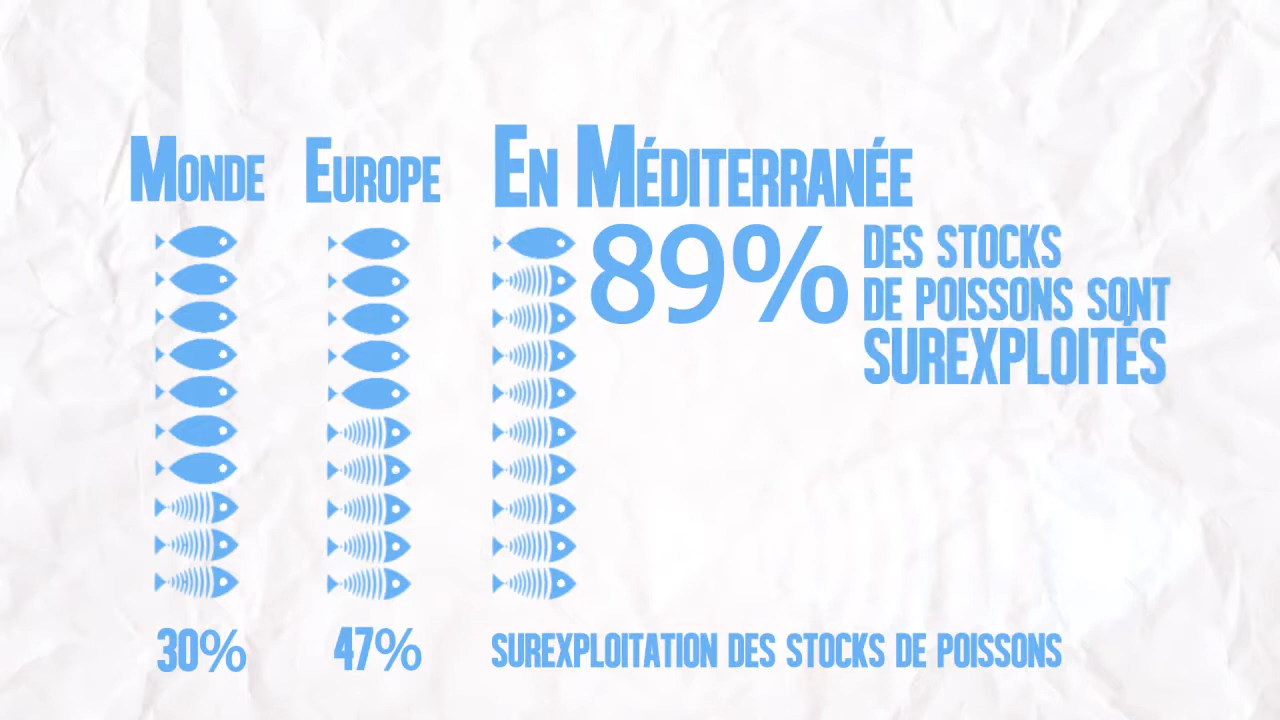 Monde
Europe
En Méditerranée
89%
des stocks
de poissons sont
surexploités
30%
47%
surexploitation des stocks de poissons